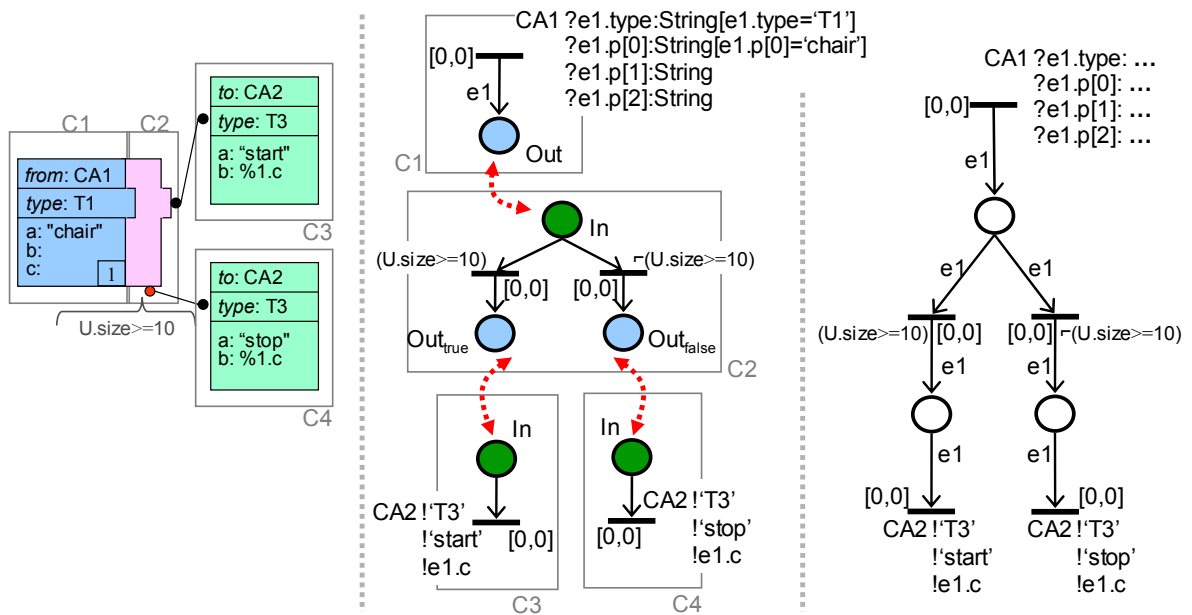 C1
C2
from: CA1
type: T1
a: "chair"
b:
c:
1
U.size>=10
to: CA2
type: T3
a: “start"
b: %1.c
C3
to: CA2
type: T3
a: “stop"
b: %1.c
C4
CA1 ?e1.type:String[e1.type=‘T1’]
?e1.p[0]:String[e1.p[0]=‘chair’]
?e1.p[1]:String
?e1.p[2]:String
[0,0]
e1
Out
C1
In
(U.size>=10)
⌐(U.size>=10)
[0,0]
[0,0]
Outtrue
Outfalse
C2
In
CA2 !‘T3’
!‘start’
!e1.c
[0,0]
C3
In
CA2 !‘T3’
!‘stop’
!e1.c
[0,0]
C4
CA1 ?e1.type: ...
?e1.p[0]: ...
?e1.p[1]: ...
?e1.p[2]: ...
[0,0]
e1
e1
e1
(U.size>=10)
[0,0]
[0,0]
⌐(U.size>=10)
e1
e1
e1
e1
[0,0]
[0,0]
CA2 !‘T3’
!‘start’
!e1.c
CA2 !‘T3’
!‘stop’
!e1.c